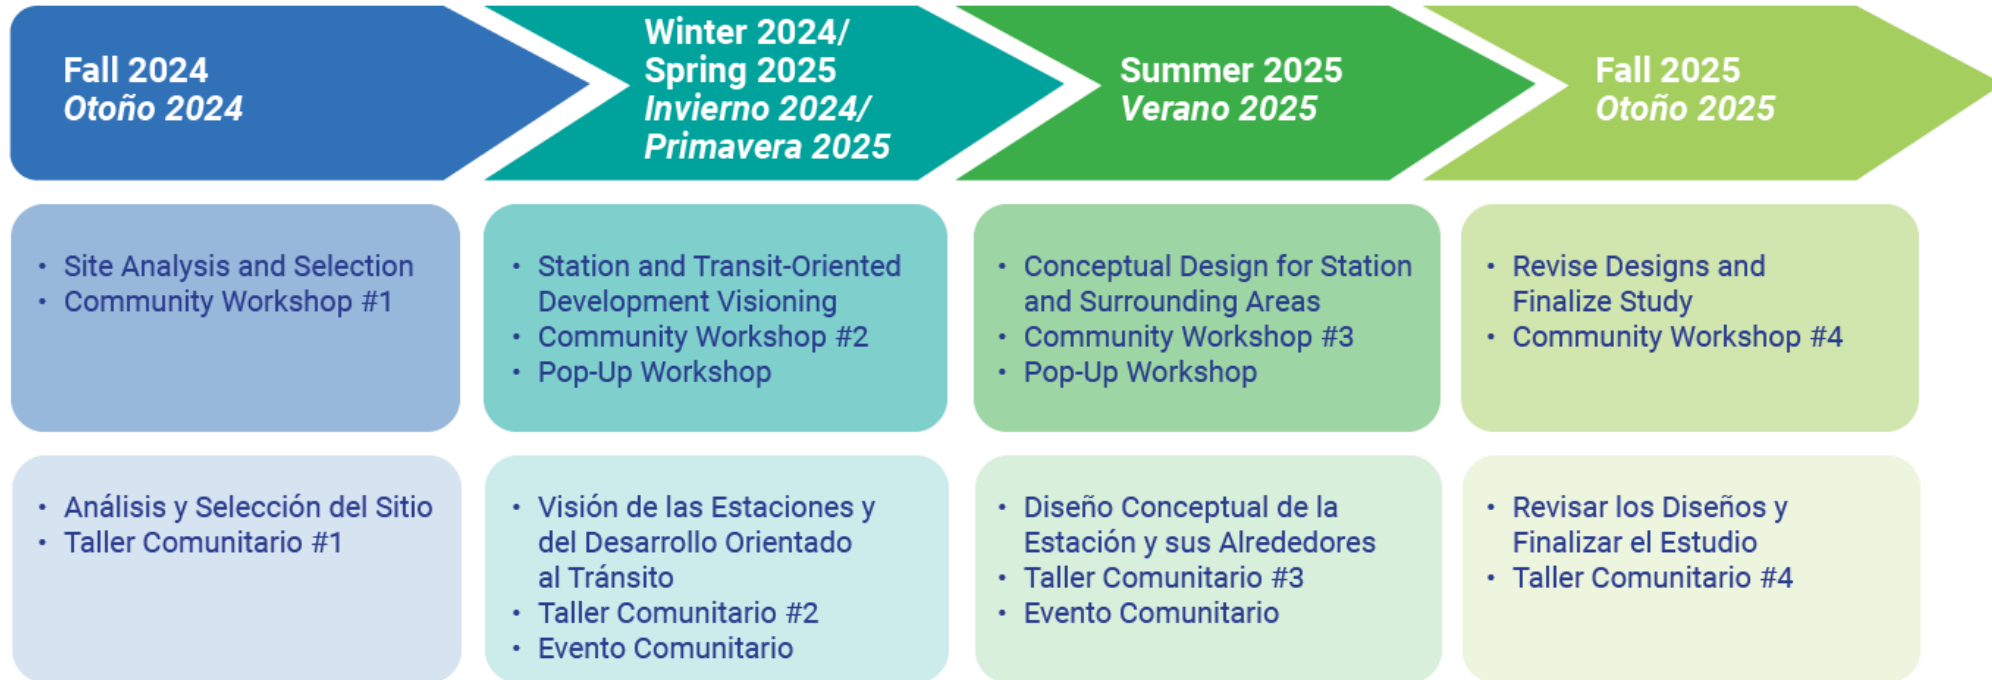 Fall 2024
Otoño 2024
Winter 2024/
Spring 2025
Invierno 2024/
Primavera 2025
Summer 2025
Verano 2025
Fall 2025
Otoño 2025
• Site Analysis and Selection
• Community Workshop #1
• Station and Transit-Oriented
Development Visioning
• Community Workshop #2
• Pop-Up Workshop
• Conceptual Design for Station
and Surrounding Areas
• Community Workshop #3
• Pop-Up Workshop
• Revise Designs and
Finalize Study
• Community Workshop #4
• Análisis y Selección del Sitio
• Taller Comunitario #1
• Visión de las Estaciones y
del Desarrollo Orientado
al Tránsito
• Taller Comunitario #2
• Evento Comunitario
• Diseño Conceptual de la
Estación y sus Alrededores
• Taller Comunitario #3
• Evento Comunitario
• Revisar los Diseños y
Finalizar el Estudio
• Taller Comunitario #4